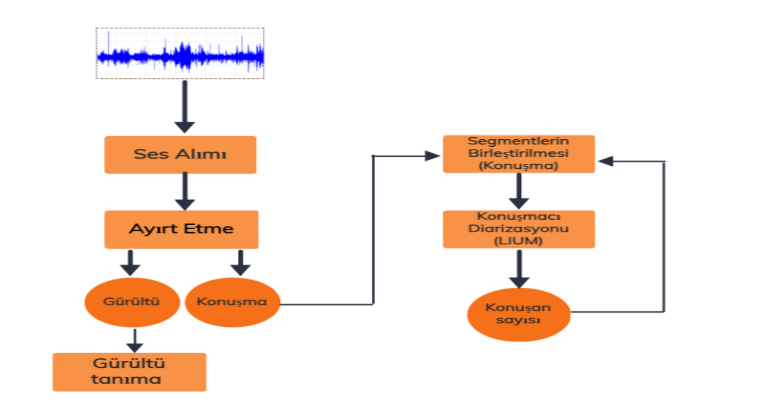 Ses Alımı
Ayırt Etme
Gürültü
Konuşma
Gürültü
tanıma
Segmentlerin
Birleştirilmesi
(Konuşma)
Konuşmacı
Diarizasyonu
(LIUM)
Konuşan
sayısı